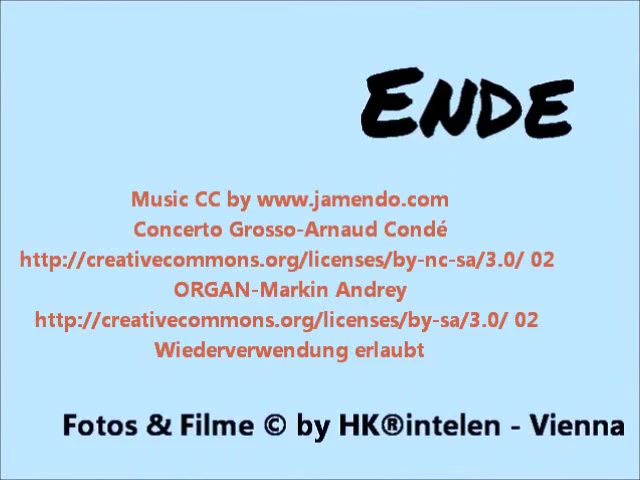 Ende
Music CC by www.jamendo.com
Concerto Grosso-Arnaud Condé
http://creativecommons.org/licenses/by-nc-sa/3.0/ 02
ORGAN-Markin Andrey
http://creativecommons.org/licenses/by-sa/3.0/ 02
Wiederverwendung erlaubt
Fotos & Filme © by HK®intelen - Vienna